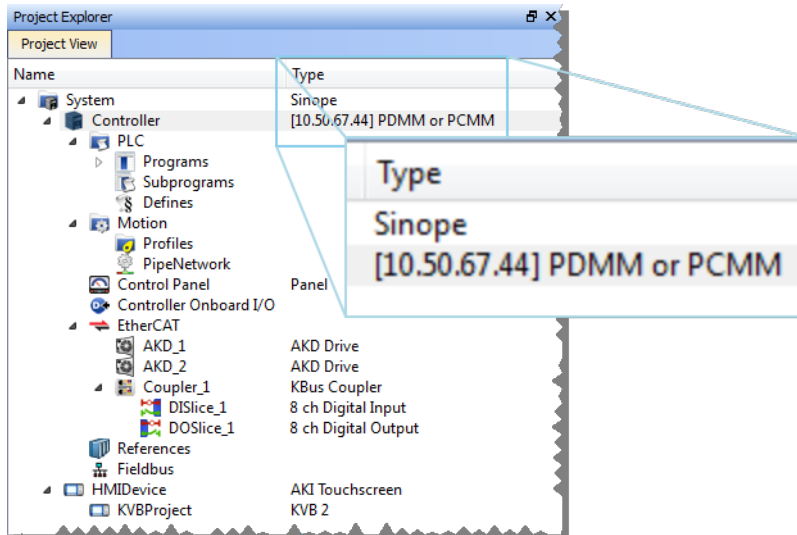 Project Explorer
Project View
Name Type
System Sinope
Controller [10.50.67.44] PDMM or PCMM
PLC
Programs
Subprograms
Defines
Motion
Profiles
PipeNetwork
Control Panel Panel
Controller Onboard I/O
EtherCAT
AKD_1 AKD Drive
AKD_2 AKD Drive
Coupler_1 KBus Coupler
DISlice_1 8 ch Digital Input
DOSlice_1 8 ch Digital Output
References
Fieldbus
HMIDevice AKI Touchscreen
KVBProject KVB 2
Type
Sinope
[10.50.67.44] PDMM or PCMM